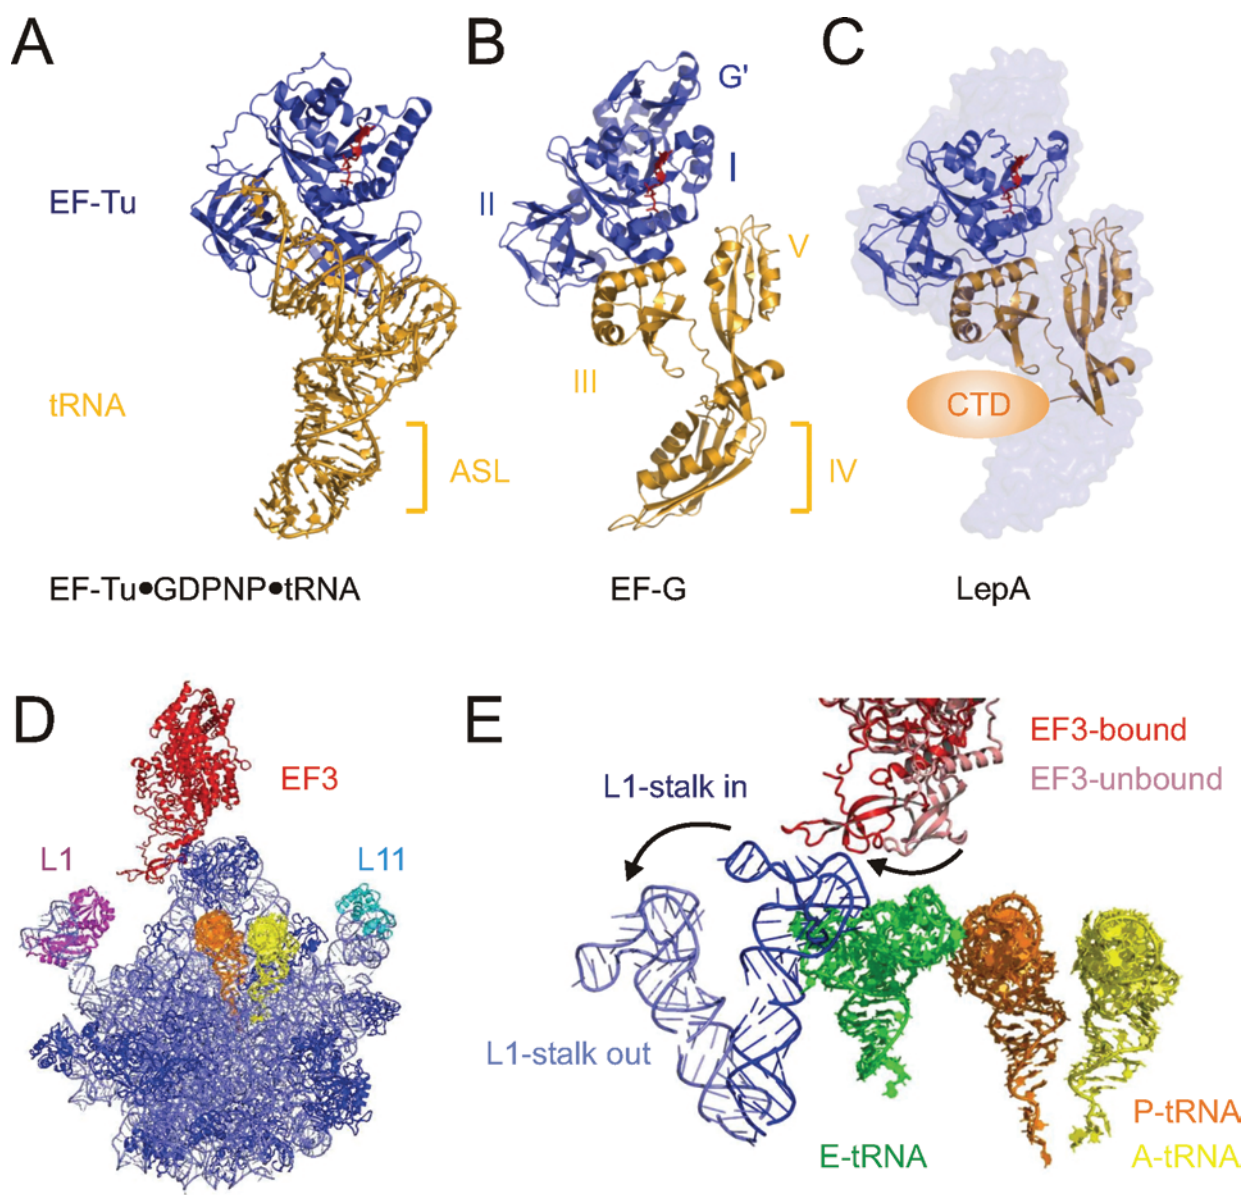 A
B
C
G'
I
EF-Tu
II
V
tRNA
III
CTD
ASL
IV
EF-Tu•GDPNP•tRNA
EF-G
LepA
D
E
EF3-bound
EF3
EF3-unbound
L1-stalk in
L1
L11
L1-stalk out
P-tRNA
E-tRNA
A-tRNA